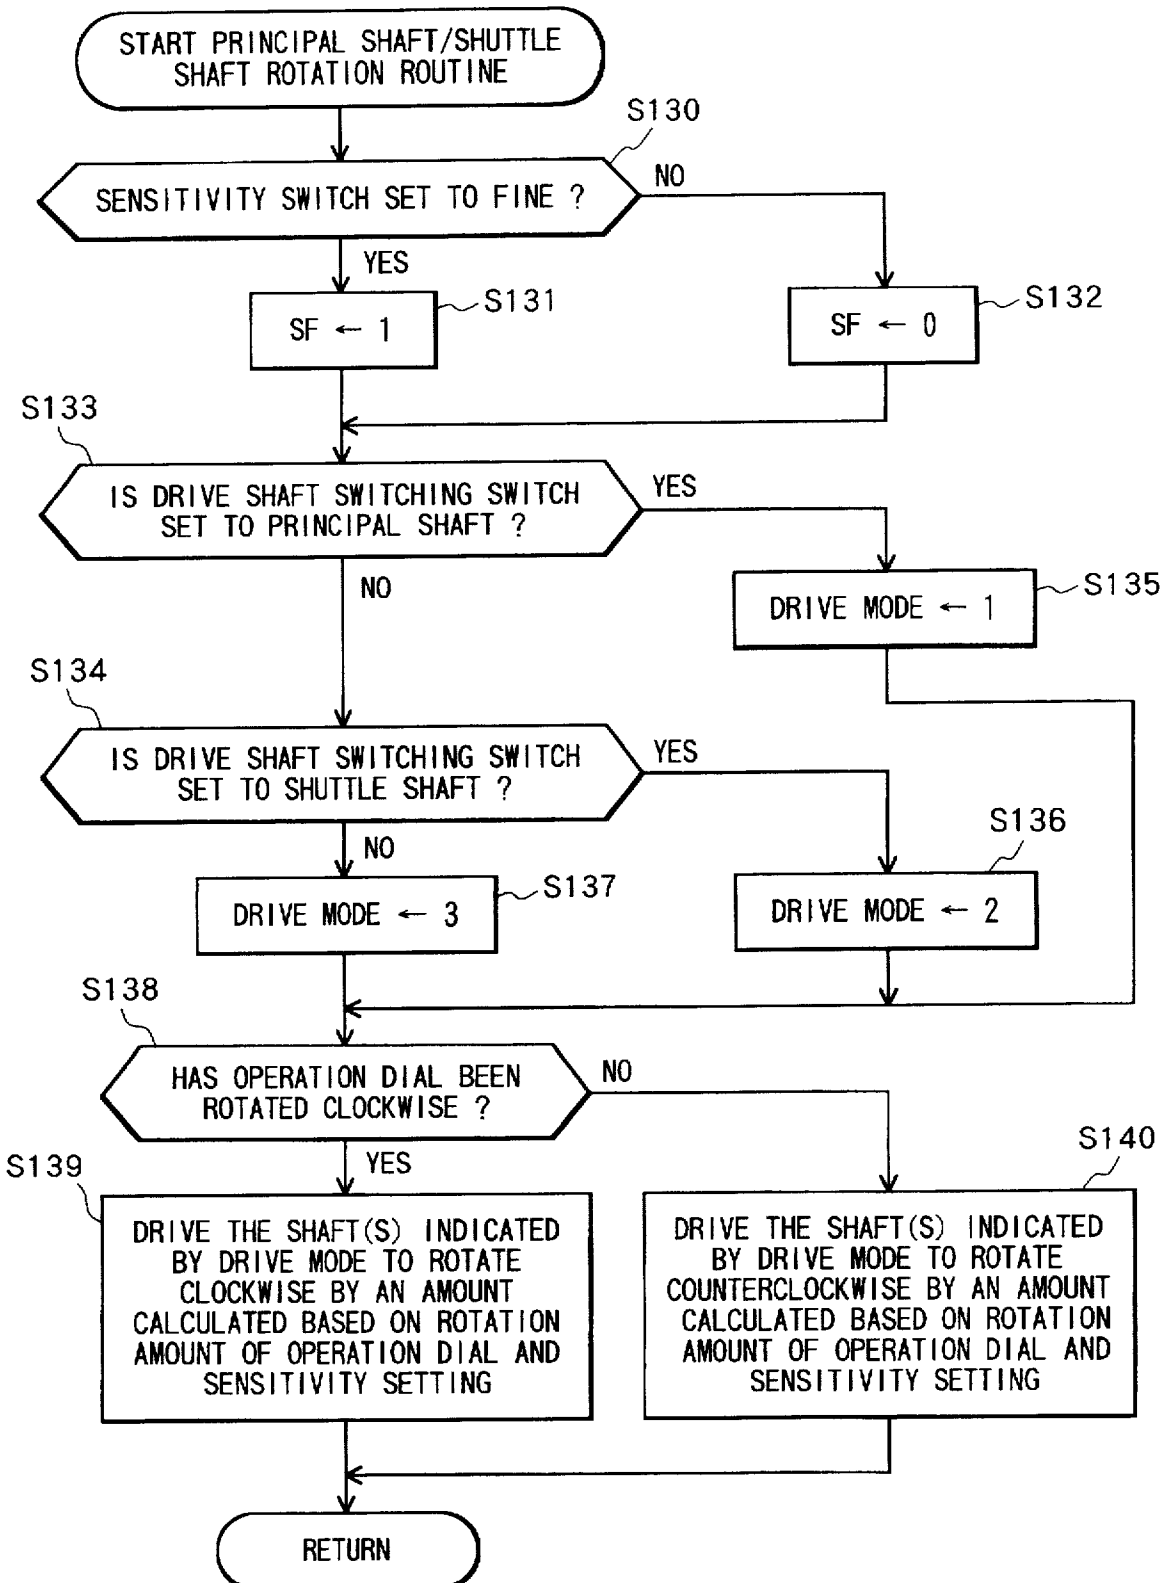 START PRINCIPAL SHAFT/SHUTTLE
SHAFT ROTATION ROUTINE
S130
SENSITIVITY SWITCH SET TO FINE ?
NO
YES
S131
SF ← 1
S132
SF ← 0
S133
IS DRIVE SHAFT SWITCHING SWITCH
SET TO PRINCIPAL SHAFT ?
YES
NO
S135
DRIVE MODE ← 1
S134
IS DRIVE SHAFT SWITCHING SWITCH
SET TO SHUTTLE SHAFT ?
YES
NO
S136
DRIVE MODE ← 2
S137
DRIVE MODE ← 3
S138
HAS OPERATION DIAL BEEN
ROTATED CLOCKWISE ?
NO
YES
S139
DRIVE THE SHAFT(S) INDICATED
BY DRIVE MODE TO ROTATE
CLOCKWISE BY AN AMOUNT
CALCULATED BASED ON ROTATION
AMOUNT OF OPERATION DIAL AND
SENSITIVITY SETTING
S140
DRIVE THE SHAFT(S) INDICATED
BY DRIVE MODE TO ROTATE
COUNTERCLOCKWISE BY AN AMOUNT
CALCULATED BASED ON ROTATION
AMOUNT OF OPERATION DIAL AND
SENSITIVITY SETTING
RETURN